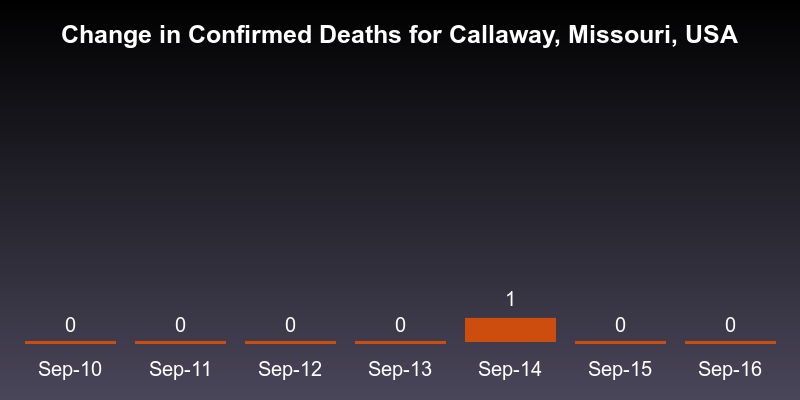 Change in Confirmed Deaths for Callaway, Missouri, USA
1
0 0 0 0 0 0
Sep-10 Sep-11 Sep-12 Sep-13 Sep-14 Sep-15 Sep-16